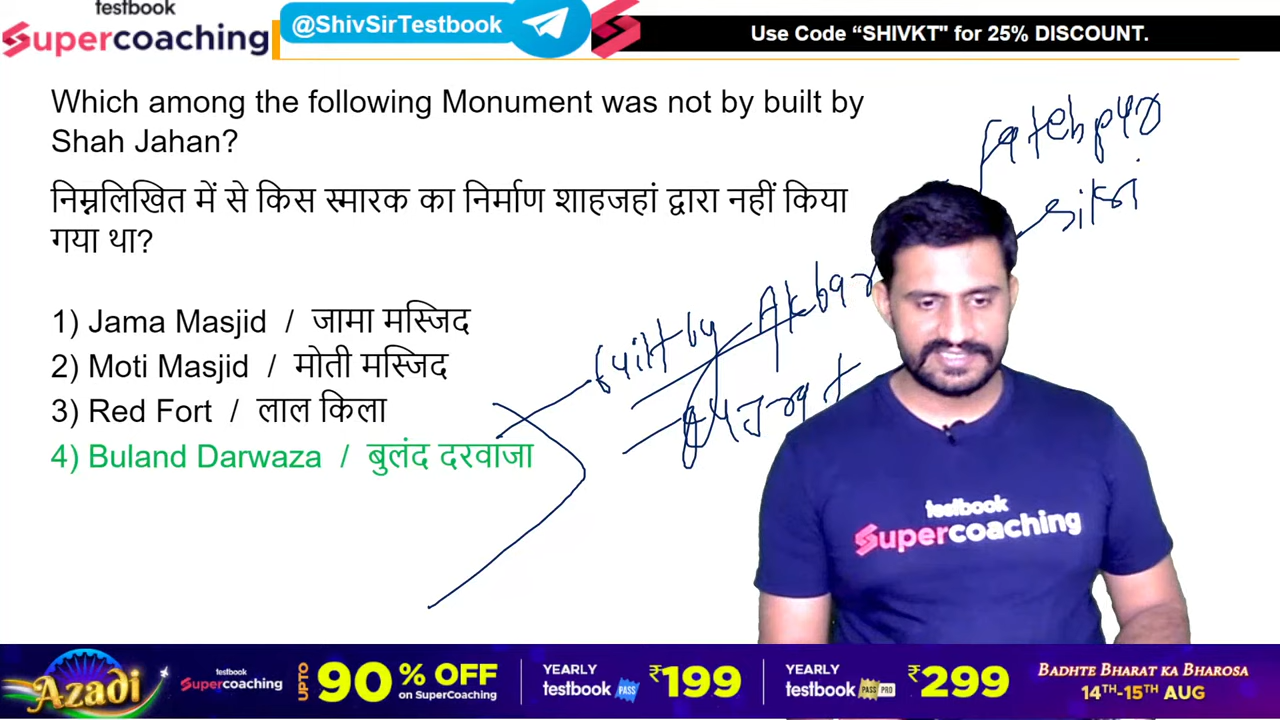 testbook
Supercoaching
@ShivSirTestbook
Use Code “SHIVKT" for 25% DISCOUNT.
Which among the following Monument was not by built by
Shah Jahan?
निम्नलिखित में से किस स्मारक का निर्माण शाहजहां द्वारा नहीं किया
गया था?
1) Jama Masjid / जामा मस्जिद
2) Moti Masjid / मोती मस्जिद
3) Red Fort / लाल किला
4) Buland Darwaza / बुलंद दरवाजा
built by Akbar
testbook
Supercoaching
Azadi
testbook
Supercoaching
UPTO 90% OFF
on SuperCoaching
YEARLY
testbook PASS
₹199
YEARLY
testbook PASS PRO
₹299
BADHTE BHARAT KA BHAROSA
14TH-15TH AUG